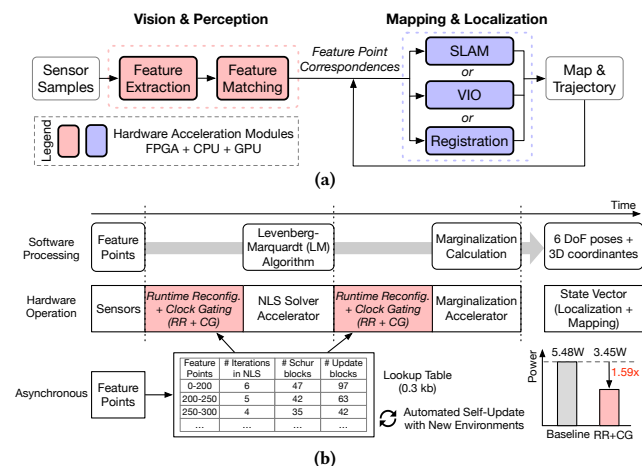 Vision & Perception
Mapping & Localization
Sensor
Samples
Feature
Extraction
Feature
Matching
Feature Point
Correspondences
SLAM
or
VIO
or
Registration
Map &
Trajectory
Legend
Hardware Acceleration Modules
FPGA + CPU + GPU
(a)
Time
Software
Processing
Feature
Points
Levenberg-
Marquardt (LM)
Algorithm
Marginalization
Calculation
6 DoF poses +
3D coordinantes
Hardware
Operation
Sensors
Runtime Reconfig.
+ Clock Gating
(RR + CG)
NLS Solver
Accelerator
Runtime Reconfig.
+ Clock Gating
(RR + CG)
Marginalization
Accelerator
State Vector
(Localization +
Mapping)
Asynchronous
Feature
Points
Feature Points | # Iterations in NLS | # Schur blocks | # Update blocks
0-200 6 47 97
200-250 5 42 63
250-300 4 35 42
... ... ... ...
Lookup Table
(0.3 kb)
Automated Self-Update
with New Environments
Power
5.48W 3.45W
1.59x
Baseline RR+CG
(b)